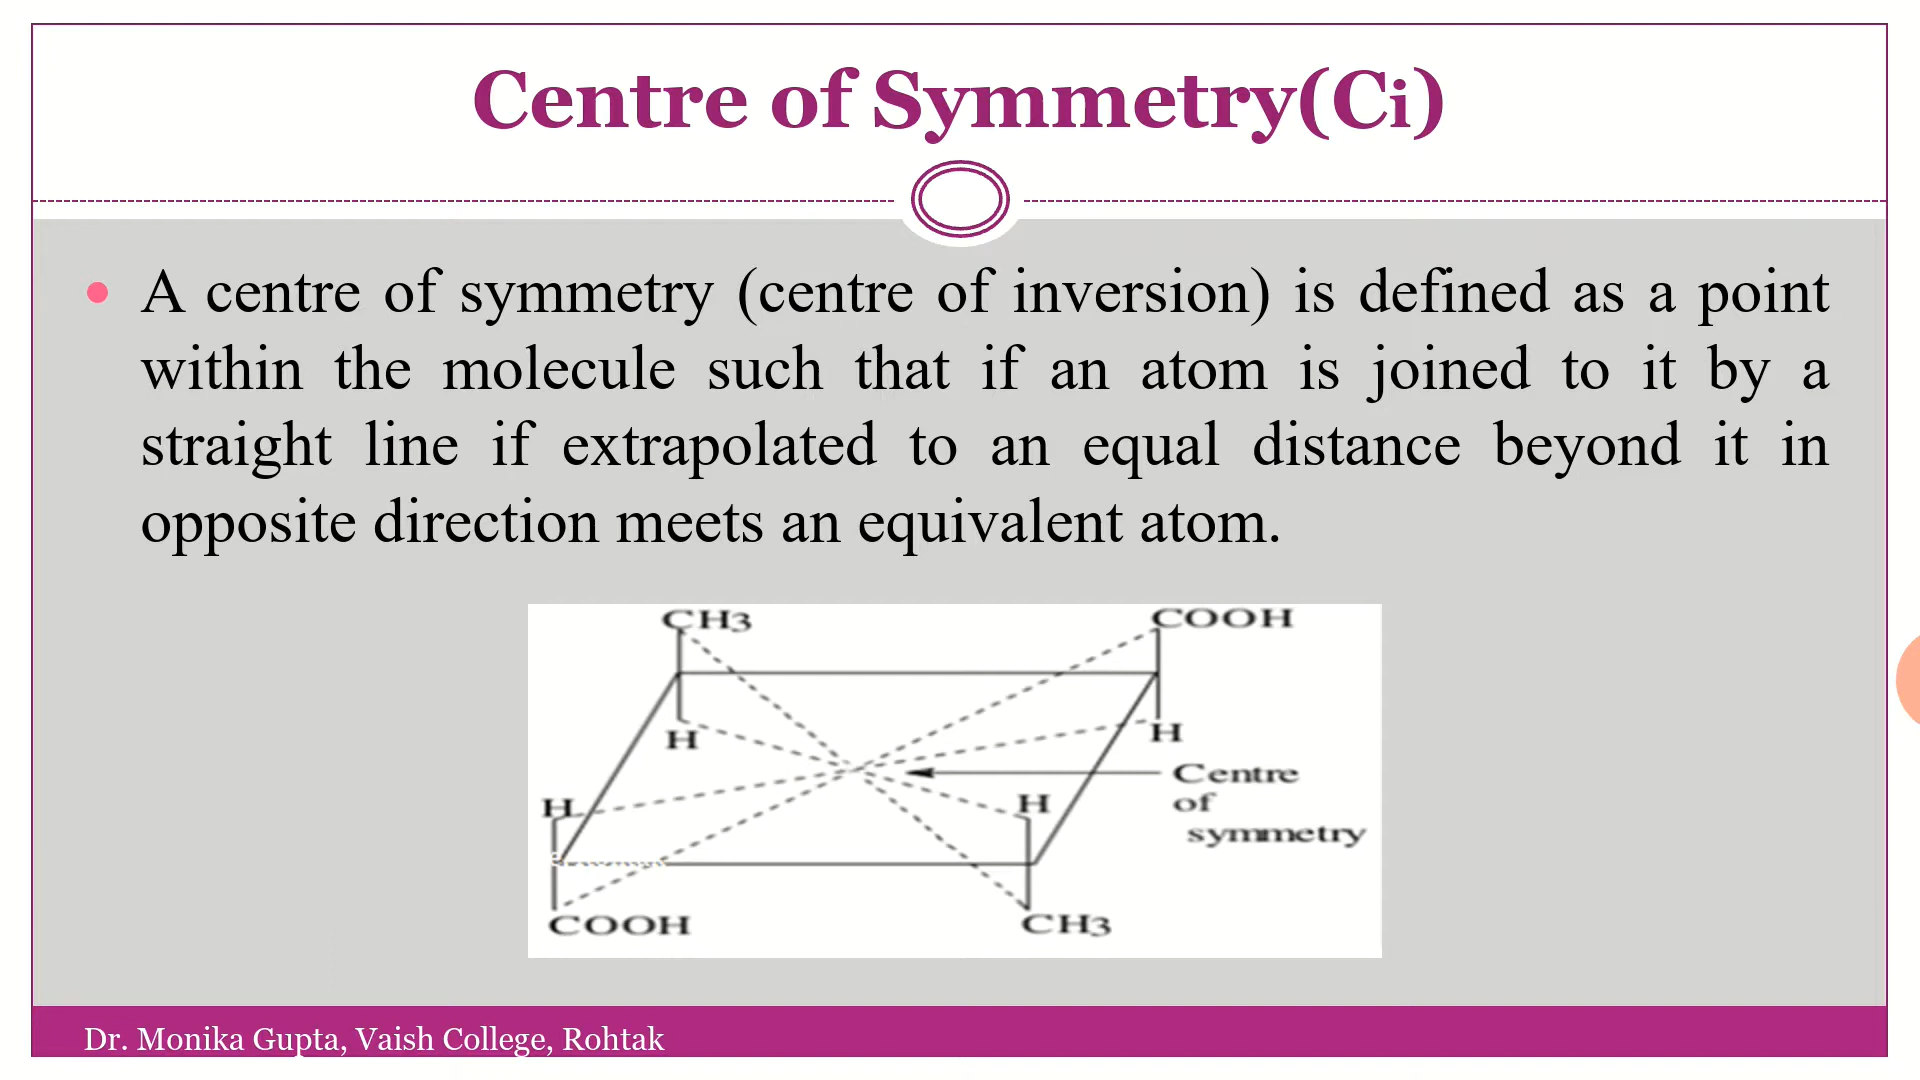 Centre of Symmetry(Ci)
• A centre of symmetry (centre of inversion) is defined as a point
within the molecule such that if an atom is joined to it by a
straight line if extrapolated to an equal distance beyond it in
opposite direction meets an equivalent atom.
CH3 COOH
H H
Centre
of
symmetry
H H
COOH CH3
Dr. Monika Gupta, Vaish College, Rohtak